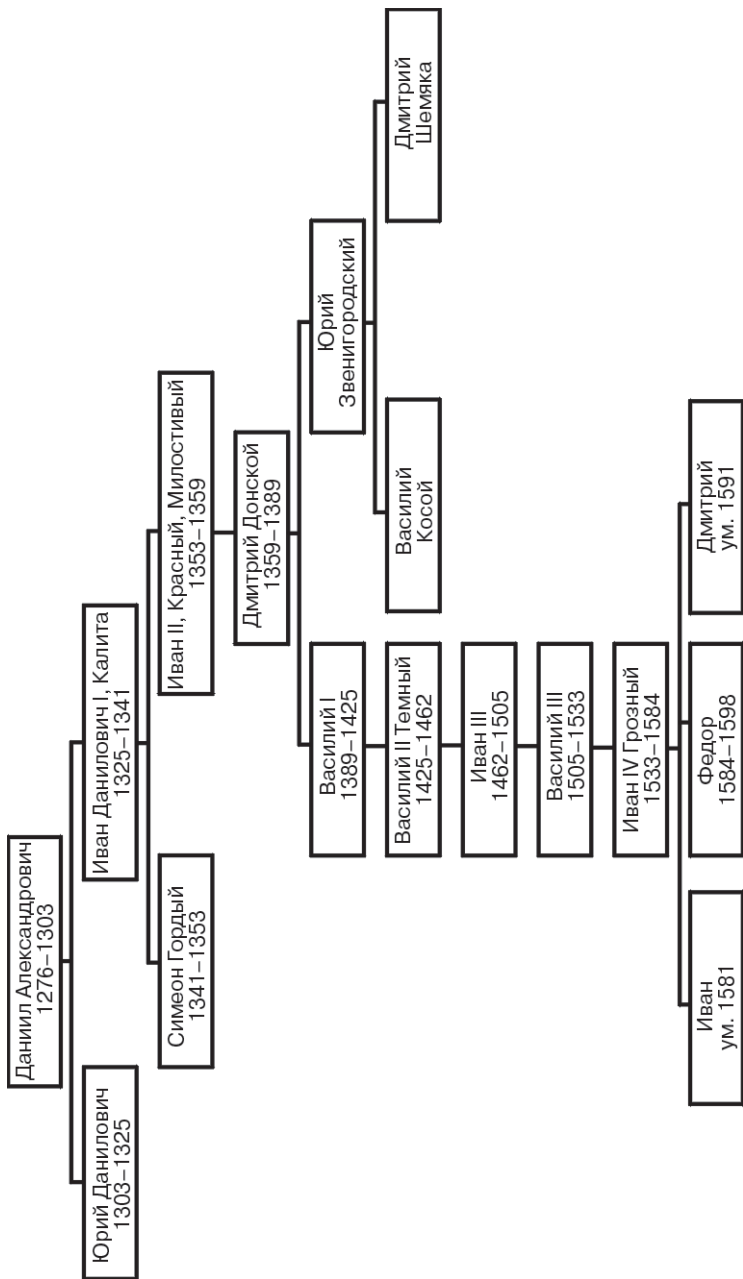 Даниил Александрович
1276–1303
Юрий Данилович
1303–1325
Иван Данилович I, Калита
1325–1341
Симеон Гордый
1341–1353
Иван II, Красный, Милостивый
1353–1359
Дмитрий Донской
1359–1389
Василий I
1389–1425
Юрий
Звенигородский
Василий II Темный
1425–1462
Василий
Косой
Дмитрий
Шемяка
Иван III
1462–1505
Василий III
1505–1533
Иван IV Грозный
1533–1584
Иван
ум. 1581
Федор
1584–1598
Дмитрий
ум. 1591